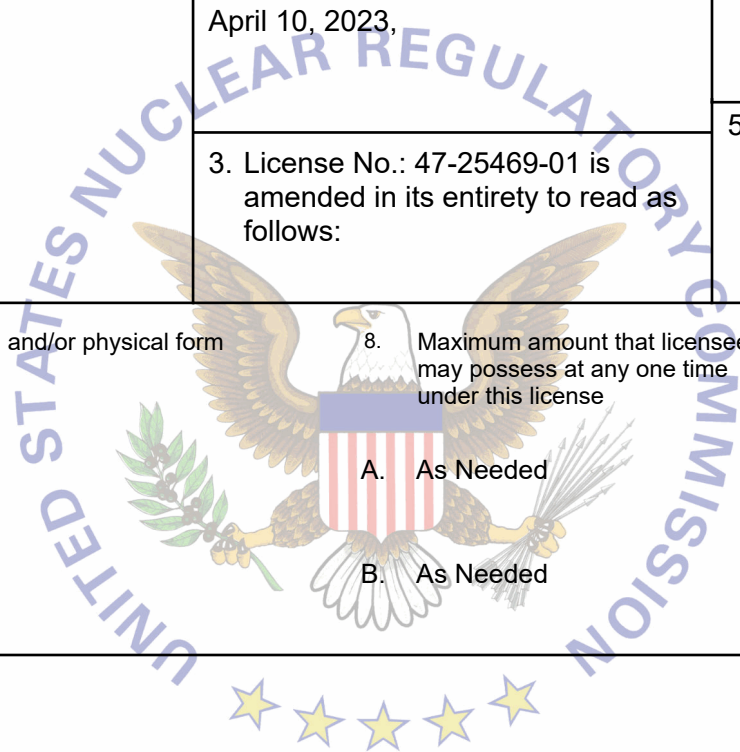 April 10, 2023,
5
3. License No.: 47-25469-01 is
amended in its entirety to read as
follows:
and/or physical form
8. Maximum amount that licensee
may possess at any one time
under this license
A. As Needed
B. As Needed
UNITED STATES NUCLEAR REGULATORY COMMISSION